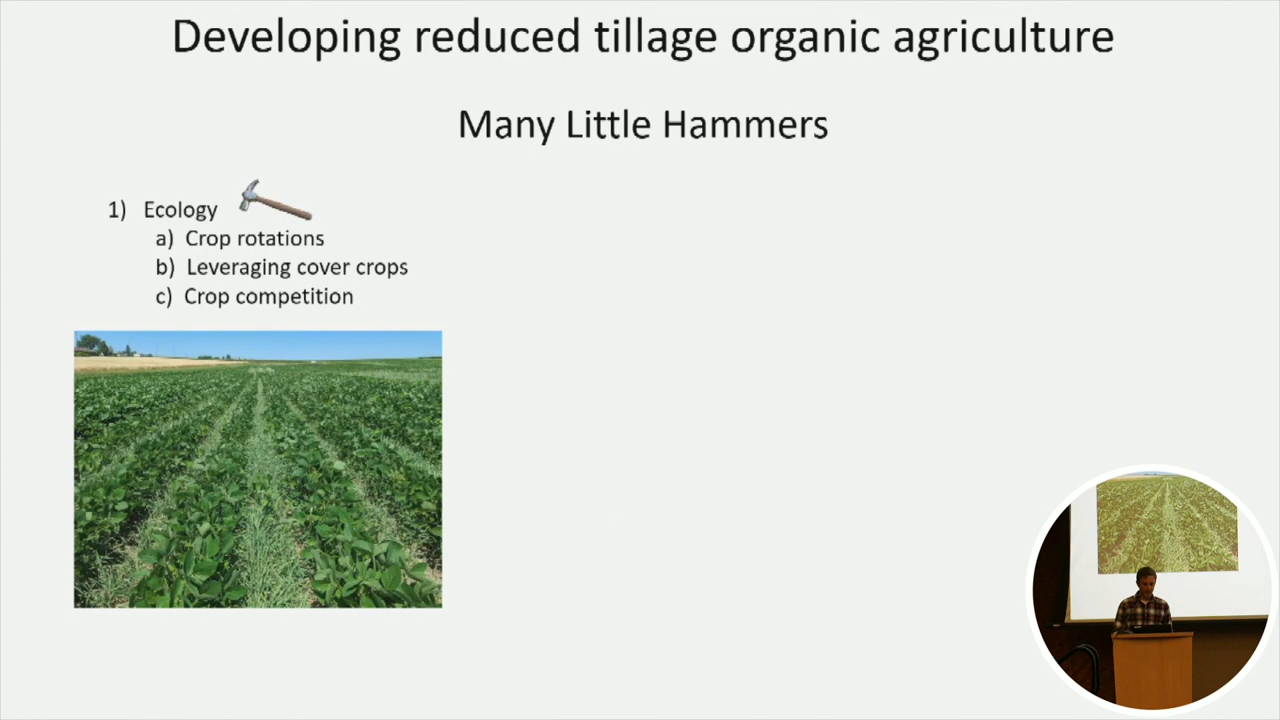 Developing reduced tillage organic agriculture
Many Little Hammers
1) Ecology
a) Crop rotations
b) Leveraging cover crops
c) Crop competition